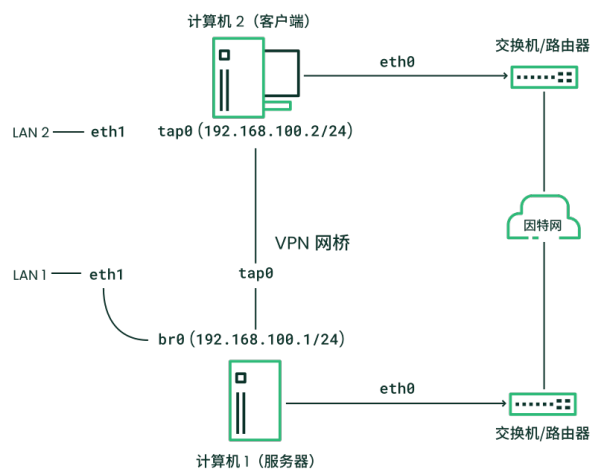 计算机 2（客户端）
交换机/路由器
eth0
LAN 2
eth1
tap0 (192.168.100.2/24)
因特网
VPN 网桥
LAN 1
eth1
tap0
br0 (192.168.100.1/24)
eth0
交换机/路由器
计算机 1（服务器）